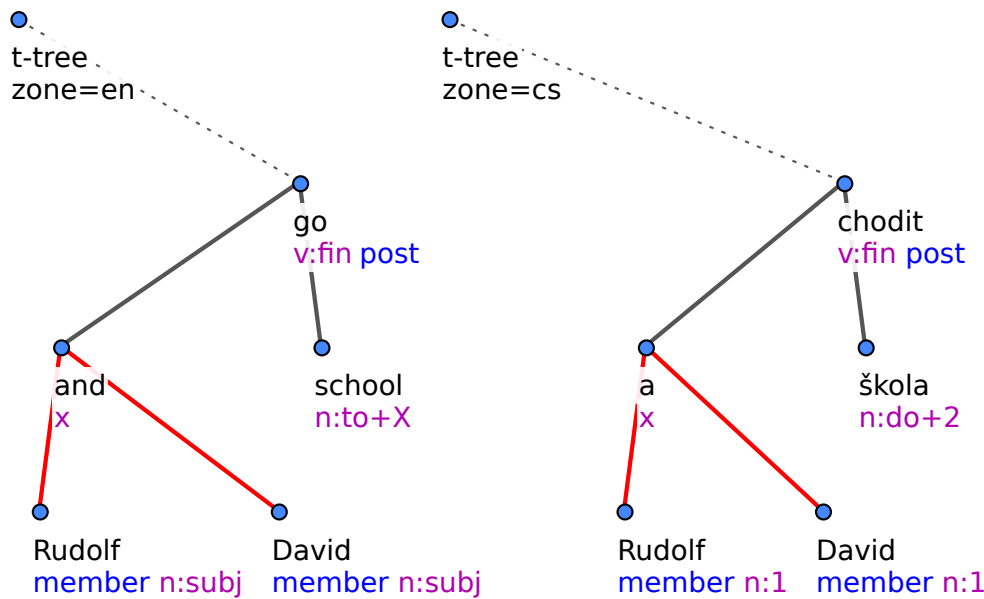 t-tree
zone=en
go
v:fin post
and
x
school
n:to+X
Rudolf
member n:subj
David
member n:subj
t-tree
zone=cs
chodit
v:fin post
a
x
škola
n:do+2
Rudolf
member n:1
David
member n:1